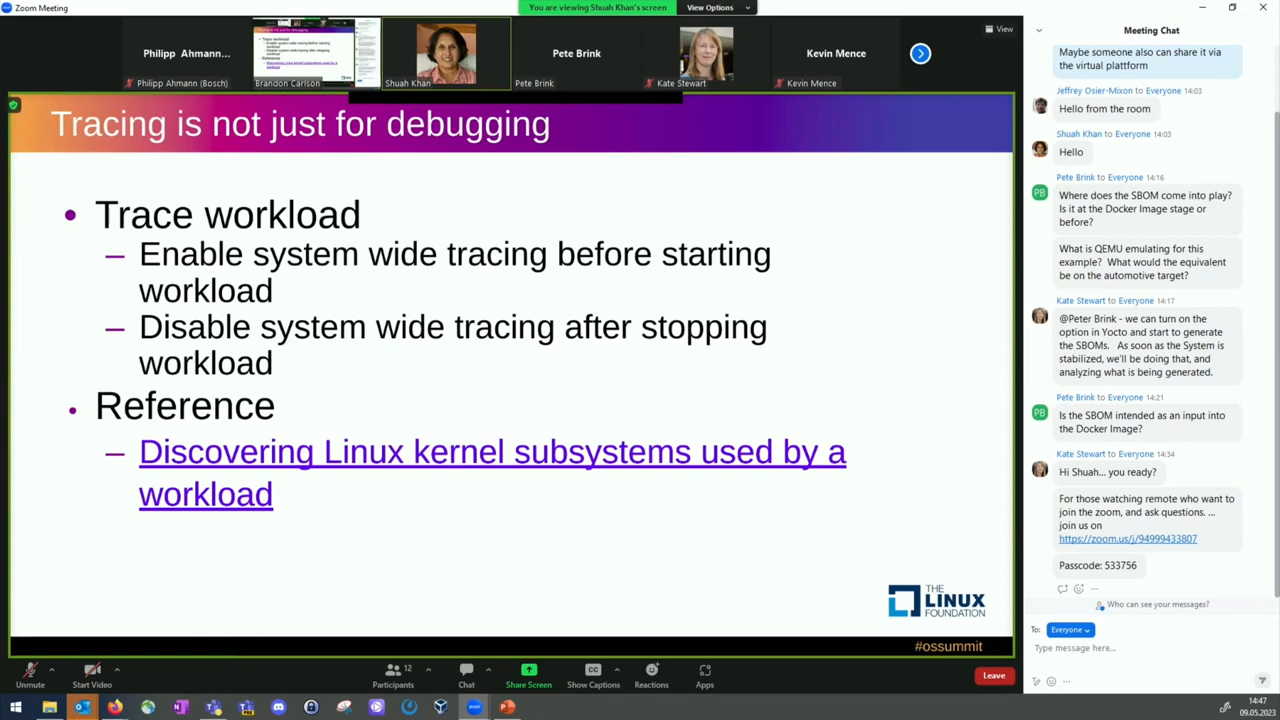 Zoom Meeting
You are viewing Shuah Khan's screen
View Options
View
Philipp Ahmann...
Pete Brink
Kevin Mence
Philipp Ahmann (Bosch)
Brandon Carlson
Shuah Khan
Pete Brink
Kate Stewart
Kevin Mence
Tracing is not just for debugging
• Trace workload
– Enable system wide tracing before starting
workload
– Disable system wide tracing after stopping
workload
• Reference
– Discovering Linux kernel subsystems used by a
workload
THE
LINUX
FOUNDATION
#ossummit
Meeting Chat
Maybe someone also can share it via
the virtual plattform
Jeffrey Osier-Mixon to Everyone 14:03
Hello from the room
Shuah Khan to Everyone 14:03
Hello
Pete Brink to Everyone 14:16
PB
Where does the SBOM come into play?
Is it at the Docker Image stage or
before?
What is QEMU emulating for this
example? What would the equivalent
be on the automotive target?
Kate Stewart to Everyone 14:17
@Peter Brink - we can turn on the
option in Yocto and start to generate
the SBOMs. As soon as the System is
stabilized, we'll be doing that, and
analyzing what is being generated.
Pete Brink to Everyone 14:21
PB
Is the SBOM intended as an input into
the Docker Image?
Kate Stewart to Everyone 14:34
Hi Shuah... you ready?
For those watching remote who want to
join the zoom, and ask questions. ...
join us on
https://zoom.us/j/94999433807
Passcode: 533756
Who can see your messages?
To: Everyone
Type message here...
Unmute
Start Video
12
Participants
Chat
Share Screen
CC
Show Captions
Reactions
Apps
Leave
14:47
09.05.2023